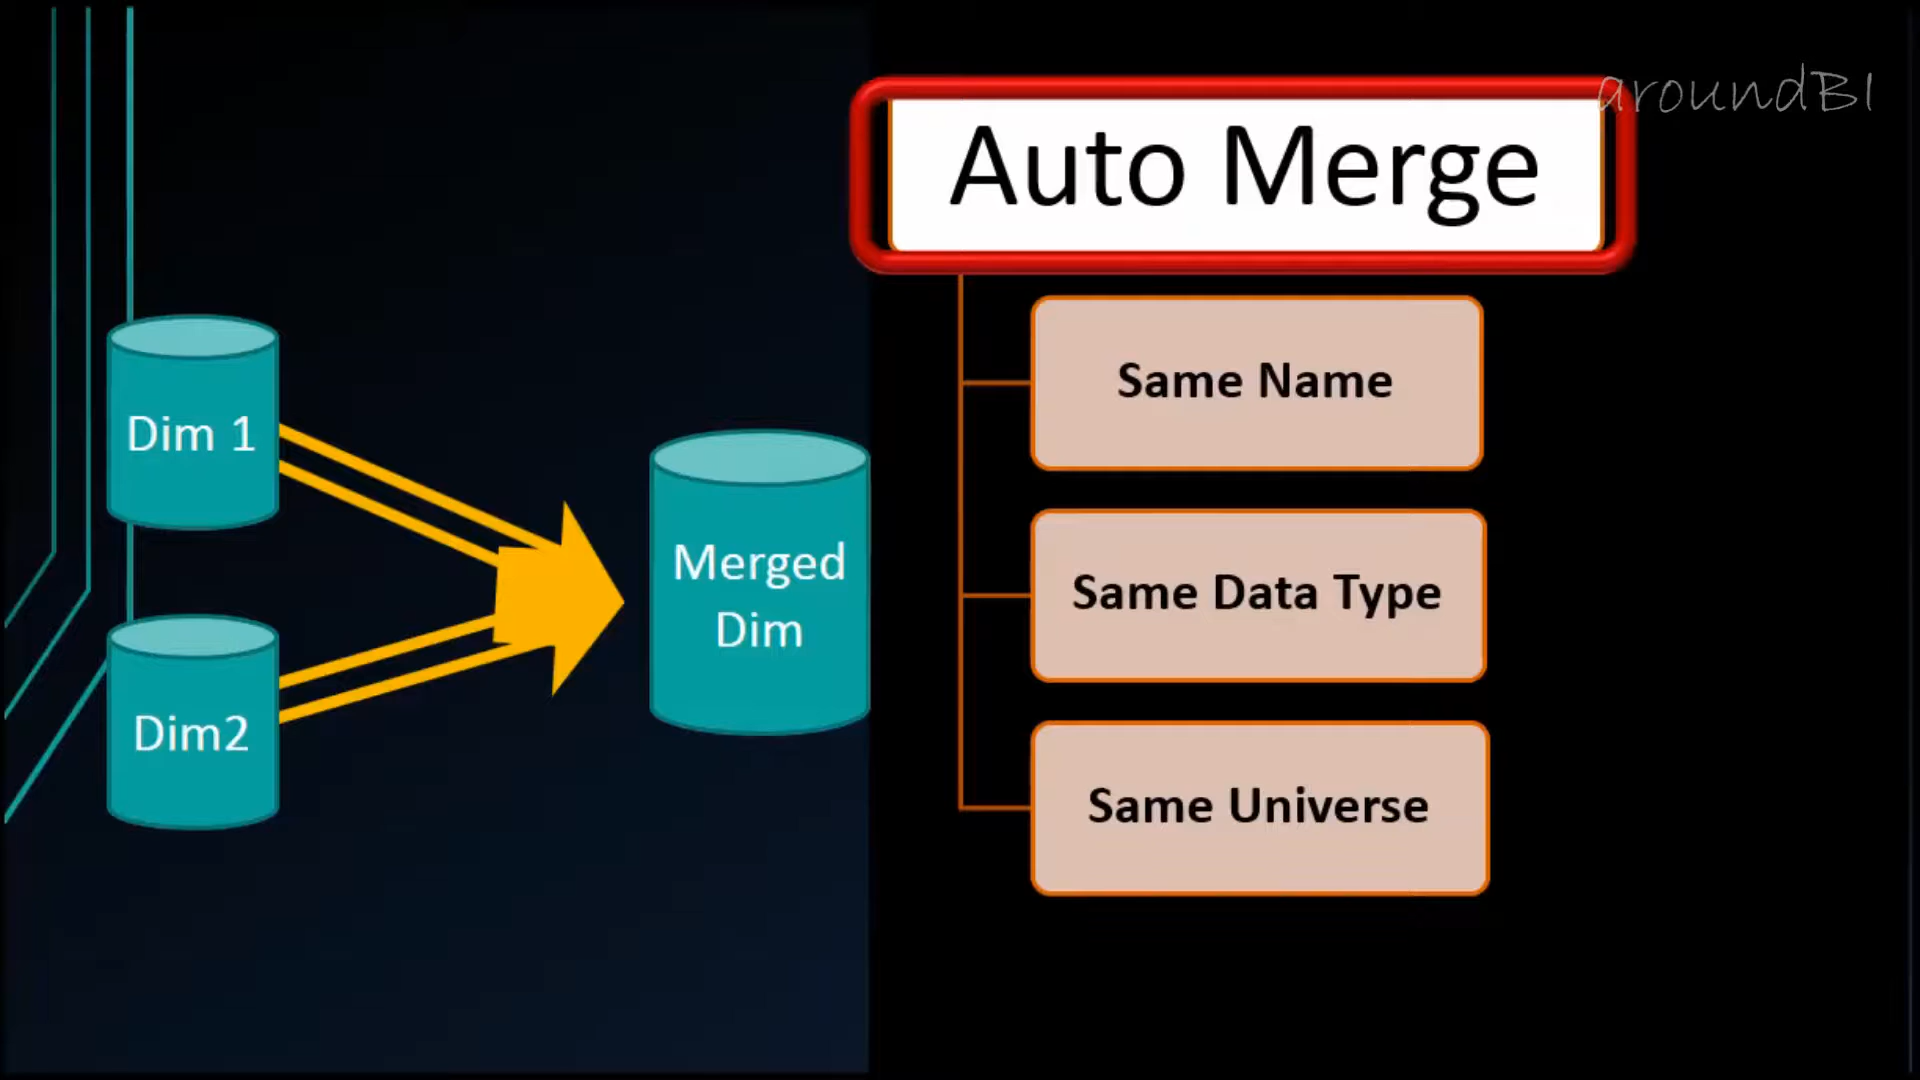 aroundBI
Auto Merge
Same Name
Dim 1
Same Data Type
Merged
Dim
Dim2
Same Universe